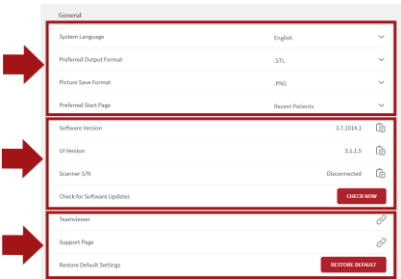 General
System Language English
Preferred Output Format .STL
Picture Save Format .PNG
Preferred Start Page Recent Patients
Software Version 3.7.1014.1
UI Version 3.1.1.5
Scanner S/N Disconnected
Check for Software Updates CHECK NOW
Teamviewer
Support Page
Restore Default Settings RESTORE DEFAULT